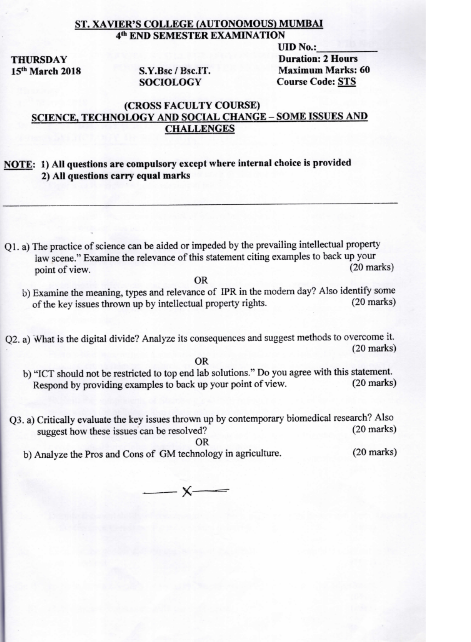 ST. XAVIER'S COLLEGE (AUTONOMOUS) MUMBAI
4th END SEMESTER EXAMINATION
UID No.:___________
THURSDAY Duration: 2 Hours
15th March 2018 S.Y.Bsc / Bsc.IT. Maximum Marks: 60
SOCIOLOGY Course Code: STS
(CROSS FACULTY COURSE)
SCIENCE, TECHNOLOGY AND SOCIAL CHANGE – SOME ISSUES AND
CHALLENGES
NOTE: 1) All questions are compulsory except where internal choice is provided
2) All questions carry equal marks
Q1. a) The practice of science can be aided or impeded by the prevailing intellectual property
law scene." Examine the relevance of this statement citing examples to back up your
point of view. (20 marks)
OR
b) Examine the meaning, types and relevance of IPR in the modern day? Also identify some
of the key issues thrown up by intellectual property rights. (20 marks)
Q2. a) What is the digital divide? Analyze its consequences and suggest methods to overcome it.
(20 marks)
OR
b) "ICT should not be restricted to top end lab solutions." Do you agree with this statement.
Respond by providing examples to back up your point of view. (20 marks)
Q3. a) Critically evaluate the key issues thrown up by contemporary biomedical research? Also
suggest how these issues can be resolved? (20 marks)
OR
b) Analyze the Pros and Cons of GM technology in agriculture. (20 marks)
— X —